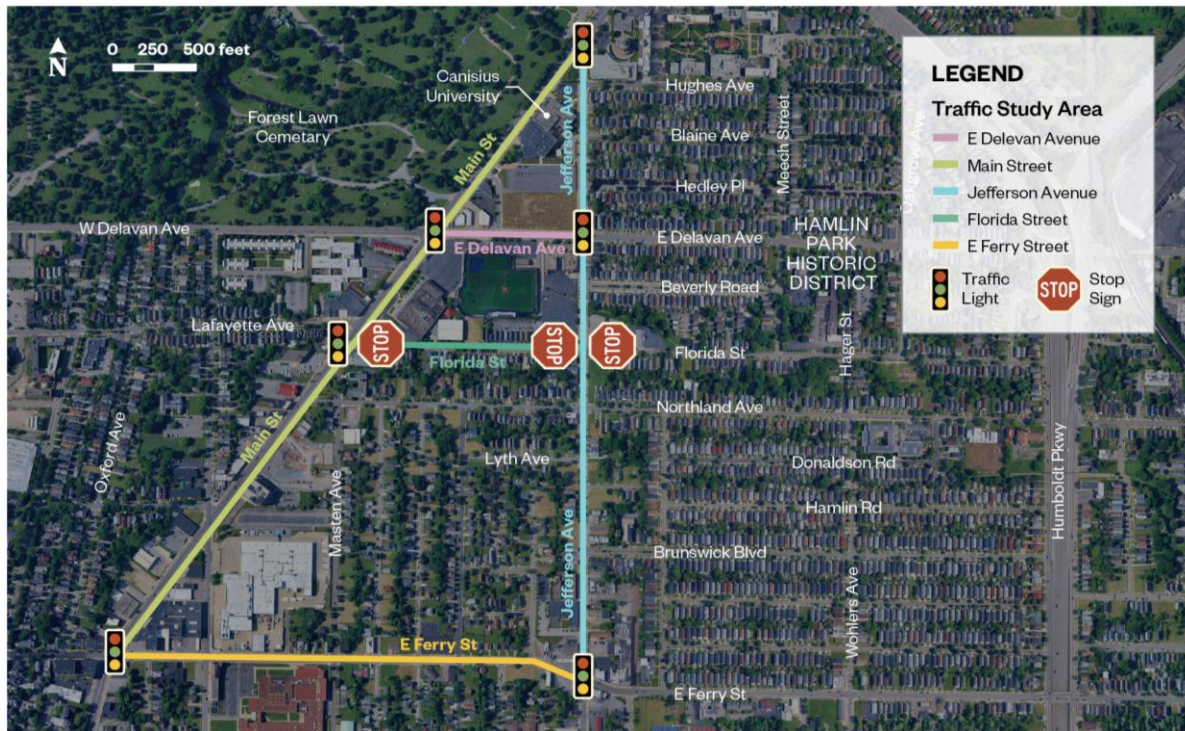 N
0 250 500 feet
Forest Lawn
Cemetary
Canisius
University
Main St
Jefferson Ave
Hughes Ave
Blaine Ave
Meech Street
Hedley Pl
W Delavan Ave
E Delavan Ave
E Delavan Ave
HAMLIN
PARK
HISTORIC
DISTRICT
Beverly Road
Lafayette Ave
STOP
Florida St
STOP
STOP
Florida St
Hager St
Northland Ave
Main St
Oxford Ave
Masten Ave
Lyth Ave
Donaldson Rd
Hamlin Rd
Humboldt Pkwy
Jefferson Ave
Brunswick Blvd
Wohlers Ave
E Ferry St
E Ferry St
LEGEND
Traffic Study Area
E Delevan Avenue
Main Street
Jefferson Avenue
Florida Street
E Ferry Street
Traffic
Light
STOP
Stop
Sign